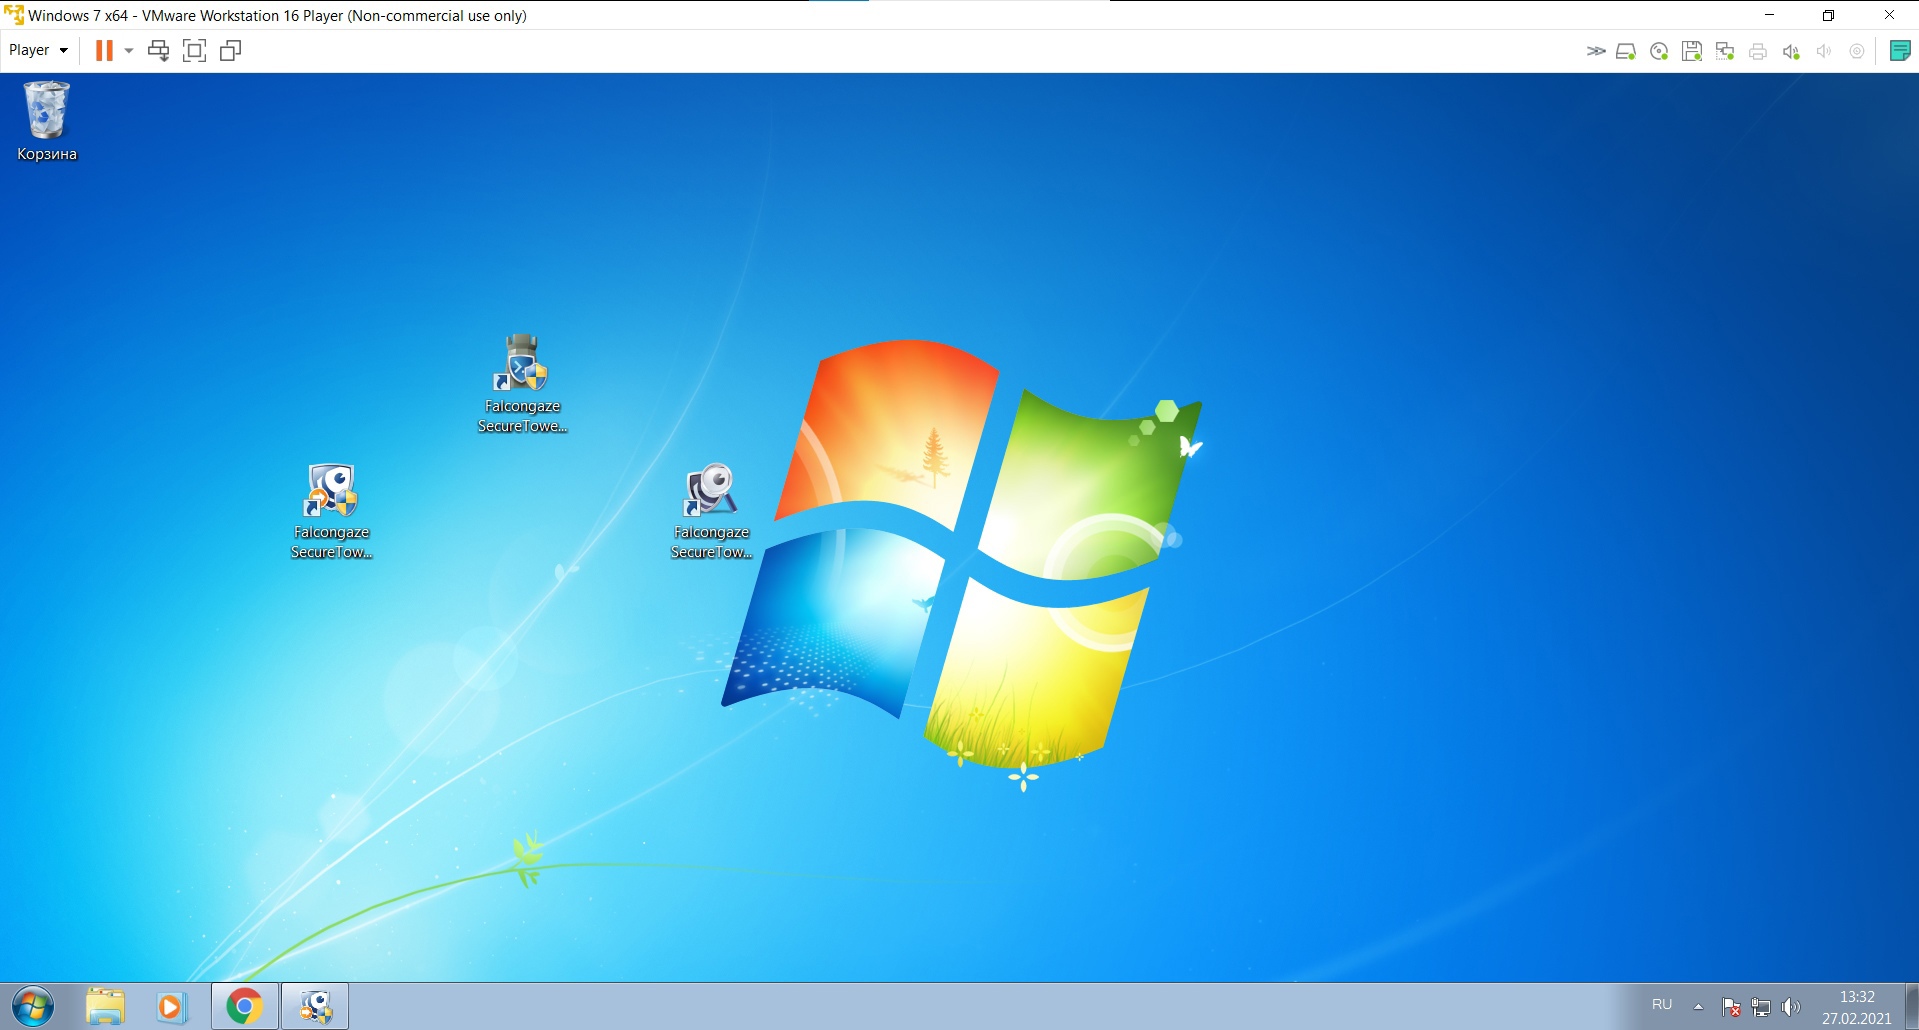 Windows 7 x64 - VMware Workstation 16 Player (Non-commercial use only)
Player
Корзина
Falcongaze
SecureTowe...
Falcongaze
SecureTow...
Falcongaze
SecureTow...
RU
13:32
27.02.2021